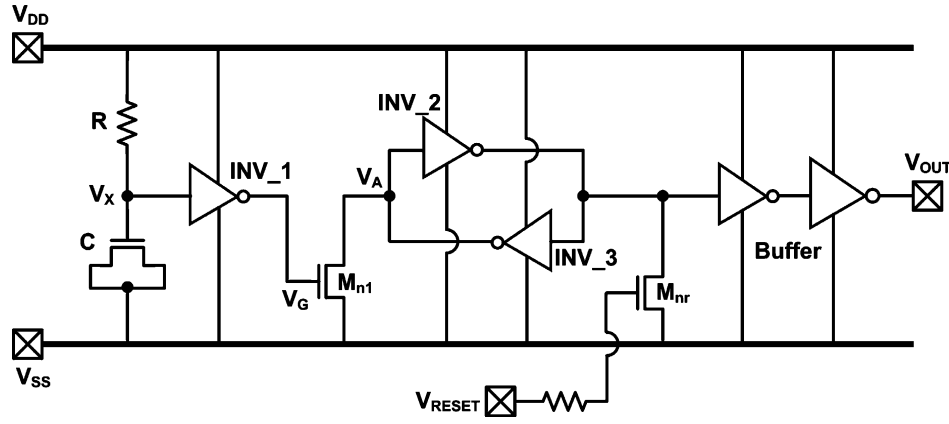 VDD
R
INV_1
INV_2
VX
VA
VOUT
C
Mn1
INV_3
Buffer
VG
Mnr
VSS
VRESET